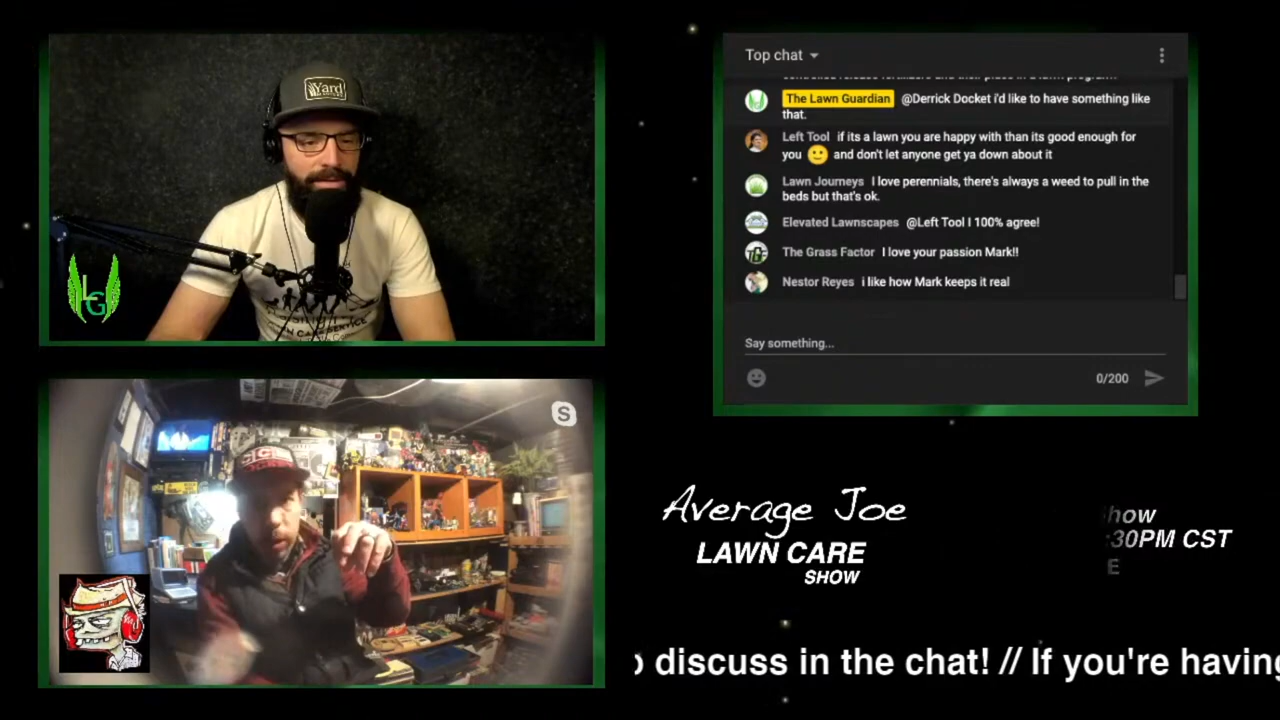 Yard
LG
Top chat
The Lawn Guardian @Derrick Docket i'd like to have something like
that.
Left Tool if its a lawn you are happy with than its good enough for
you 🙂 and don't let anyone get ya down about it
Lawn Journeys I love perennials, there's always a weed to pull in the
beds but that's ok.
Elevated Lawnscapes @Left Tool I 100% agree!
The Grass Factor I love your passion Mark!!
Nestor Reyes i like how Mark keeps it real
Say something...
0/200
S
Average Joe
LAWN CARE
SHOW
how
:30PM CST
E
discuss in the chat! // If you're having